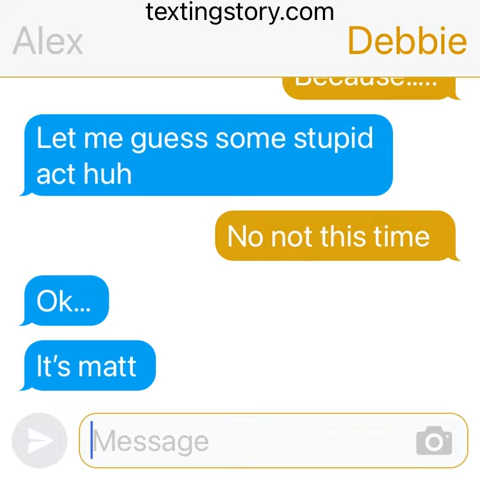 textingstory.com
Alex
Debbie
Because.....
Let me guess some stupid
act huh
No not this time
Ok...
It’s matt
Message